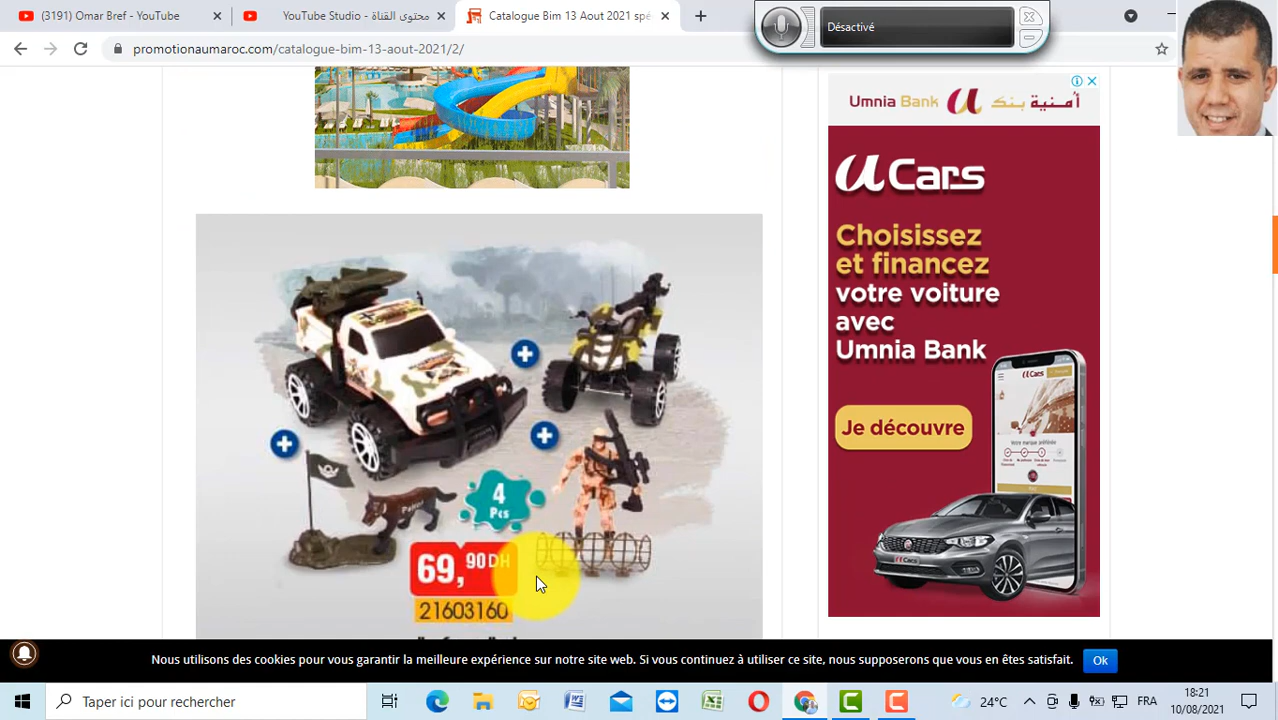 (3191) Omar Bref - YouTube
محتوى القناة - YouTube Studio
Catalogue Bim 13 Aout 2021 spé
Désactivé
promotionaumaroc.com/catalogue-bim-13-aout-2021/2/
Umnia Bank أمنية بنك
u Cars
Choisissez
et financez
votre voiture
avec
Umnia Bank
Je découvre
4
Pcs
69,90DH
21603160
Nous utilisons des cookies pour vous garantir la meilleure expérience sur notre site web. Si vous continuez à utiliser ce site, nous supposerons que vous en êtes satisfait.
Ok
Taper ici pour rechercher
24°C
FRA
18:21
10/08/2021